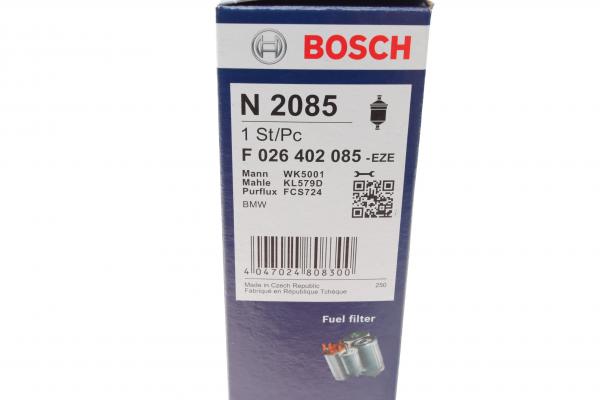 BOSCH
N 2085
1 St/Pc
F 026 402 085 -EZE
Mann WK5001
Mahle KL579D
Purflux FCS724
BMW
4 047024 808300
Made in Czech Republic 250
Fabriqué en République Tchèque
Fuel filter